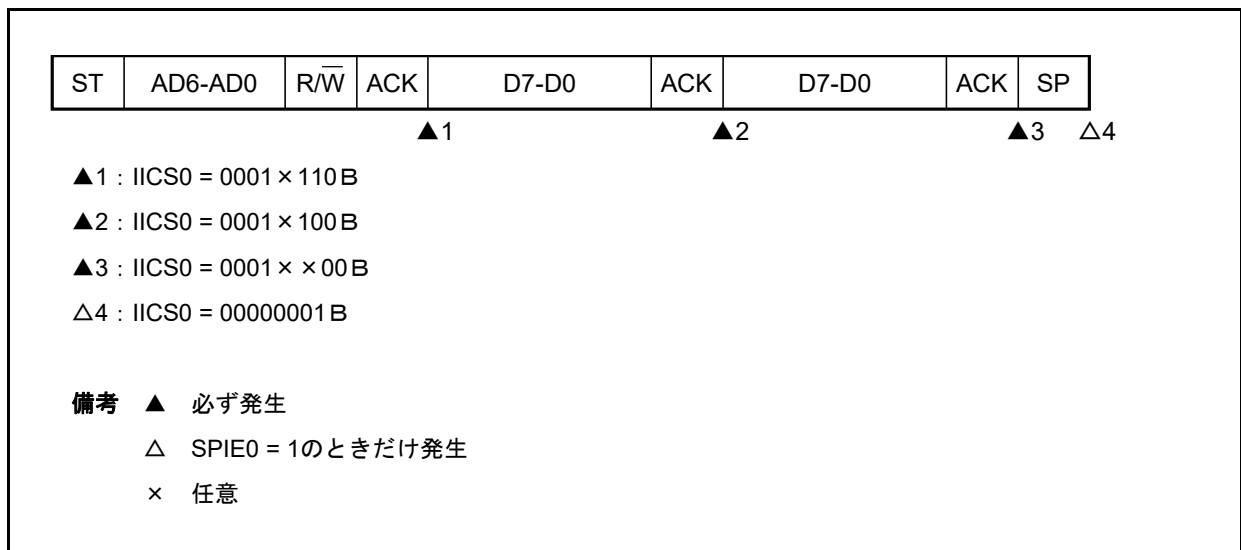 ST AD6-AD0 R/W̅ ACK D7-D0 ACK D7-D0 ACK SP
▲1 ▲2 ▲3 △4
▲1：IICS0 = 0001×110B
▲2：IICS0 = 0001×100B
▲3：IICS0 = 0001××00B
△4：IICS0 = 00000001B
備考 ▲ 必ず発生
△ SPIE0 = 1のときだけ発生
× 任意